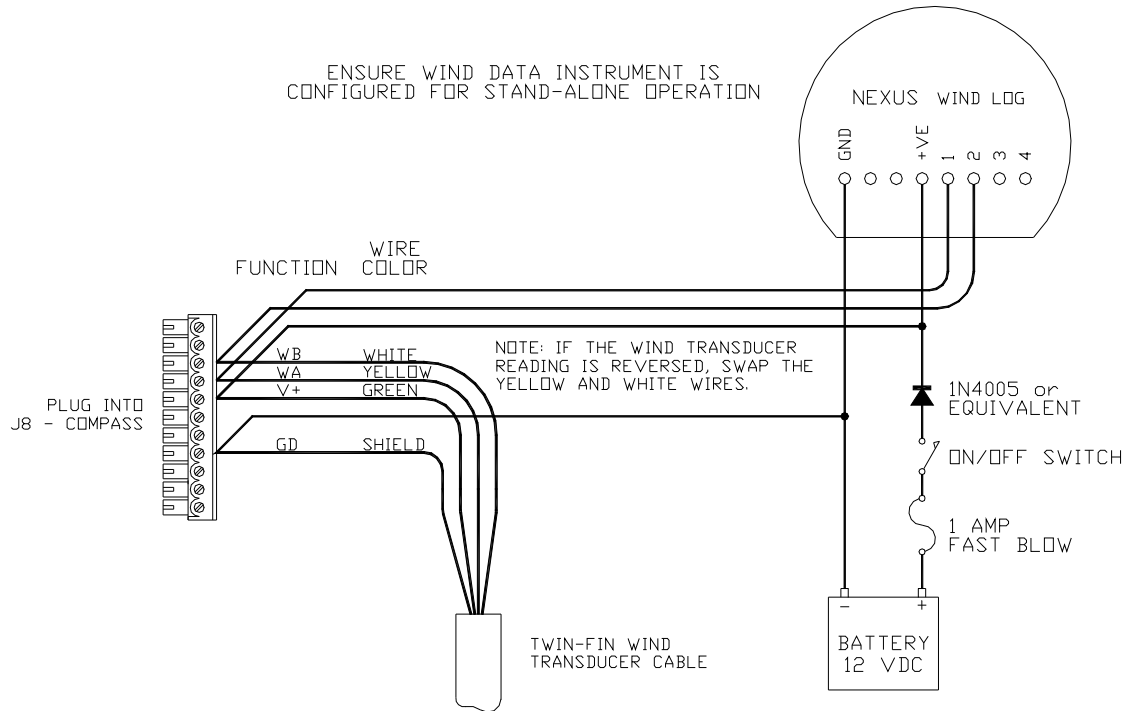 ENSURE WIND DATA INSTRUMENT IS
CONFIGURED FOR STAND-ALONE OPERATION
NEXUS WIND LOG
GND
+VE
1
2
3
4
FUNCTION
WIRE
COLOR
WB WHITE
WA YELLOW
V+ GREEN
GD SHIELD
PLUG INTO
J8 - COMPASS
NOTE: IF THE WIND TRANSDUCER
READING IS REVERSED, SWAP THE
YELLOW AND WHITE WIRES.
1N4005 or
EQUIVALENT
ON/OFF SWITCH
1 AMP
FAST BLOW
- +
BATTERY
12 VDC
TWIN-FIN WIND
TRANSDUCER CABLE